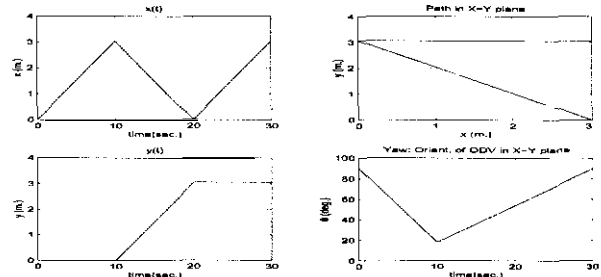 x(t)
4
3
2
1
0
x (m.)
0 10 20 30
time(sec.)
Path in X-Y plane
4
3
2
1
0
y (m.)
0 1 2 3
x (m.)
y(t)
4
3
2
1
0
y (m.)
0 10 20 30
time(sec.)
Yaw: Orient. of ODV in X-Y plane
100
80
60
40
20
0
θ (deg.)
0 10 20 30
time(sec.)